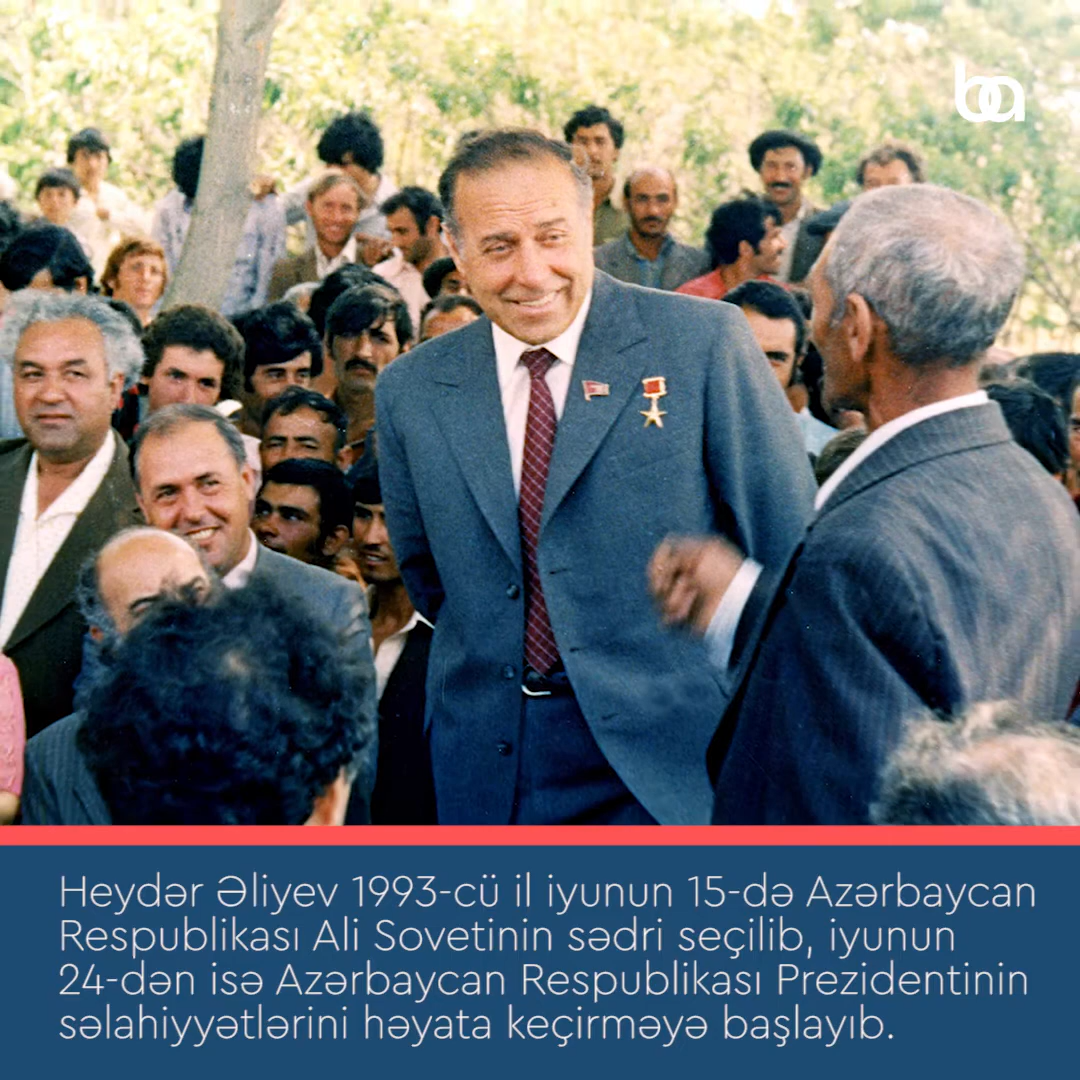 ba
Heydər Əliyev 1993-cü il iyunun 15-də Azərbaycan
Respublikası Ali Sovetinin sədri seçilib, iyunun
24-dən isə Azərbaycan Respublikası Prezidentinin
səlahiyyətlərini həyata keçirməyə başlayıb.